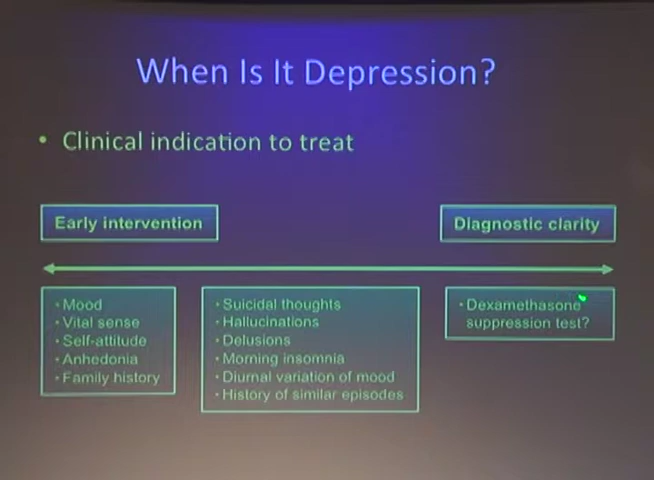 When Is It Depression?
• Clinical indication to treat
Early intervention
Diagnostic clarity
• Mood
• Vital sense
• Self-attitude
• Anhedonia
• Family history
• Suicidal thoughts
• Hallucinations
• Delusions
• Morning insomnia
• Diurnal variation of mood
• History of similar episodes
• Dexamethasone
suppression test?